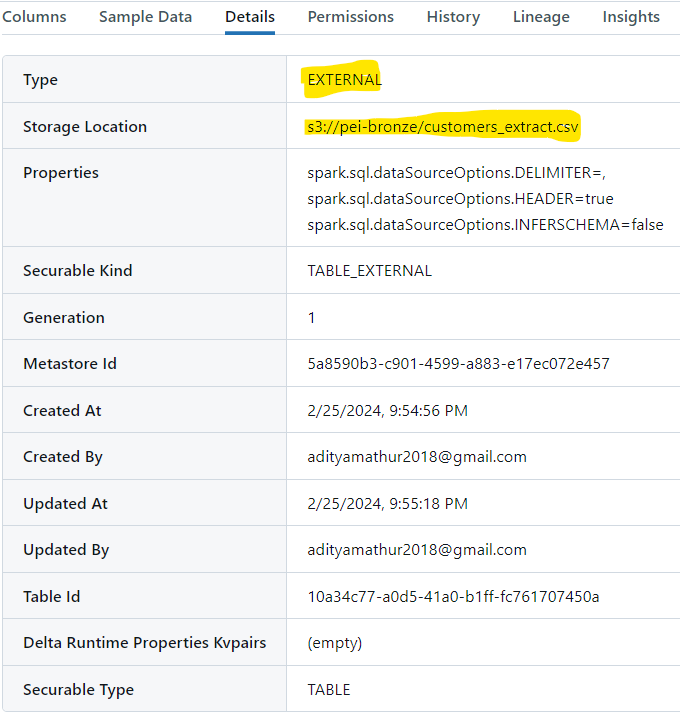 Columns Sample Data Details Permissions History Lineage Insights
Type EXTERNAL
Storage Location s3://pei-bronze/customers_extract.csv
Properties spark.sql.dataSourceOptions.DELIMITER=,
spark.sql.dataSourceOptions.HEADER=true
spark.sql.dataSourceOptions.INFERSCHEMA=false
Securable Kind TABLE_EXTERNAL
Generation 1
Metastore Id 5a8590b3-c901-4599-a883-e17ec072e457
Created At 2/25/2024, 9:54:56 PM
Created By adityamathur2018@gmail.com
Updated At 2/25/2024, 9:55:18 PM
Updated By adityamathur2018@gmail.com
Table Id 10a34c77-a0d5-41a0-b1ff-fc761707450a
Delta Runtime Properties Kvpairs (empty)
Securable Type TABLE